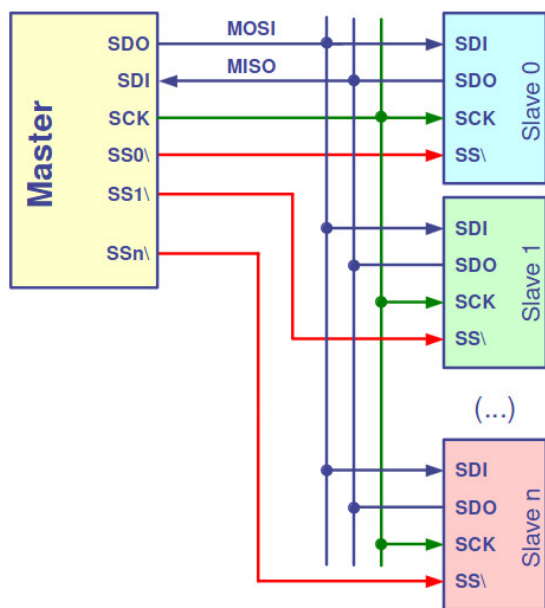 MOSI
MISO
Master
SDO
SDI
SCK
SS0\
SS1\
SSn\
SDI
SDO
SCK
SS\
Slave 0
SDI
SDO
SCK
SS\
Slave 1
(...)
SDI
SDO
SCK
SS\
Slave n